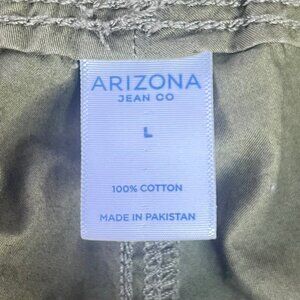 ARIZONA
JEAN CO
L
100% COTTON
MADE IN PAKISTAN